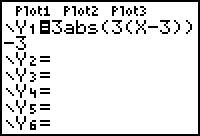 Plot1 Plot2 Plot3
\Y1=3abs(3(X-3))
-3
\Y2=
\Y3=
\Y4=
\Y5=
\Y6=